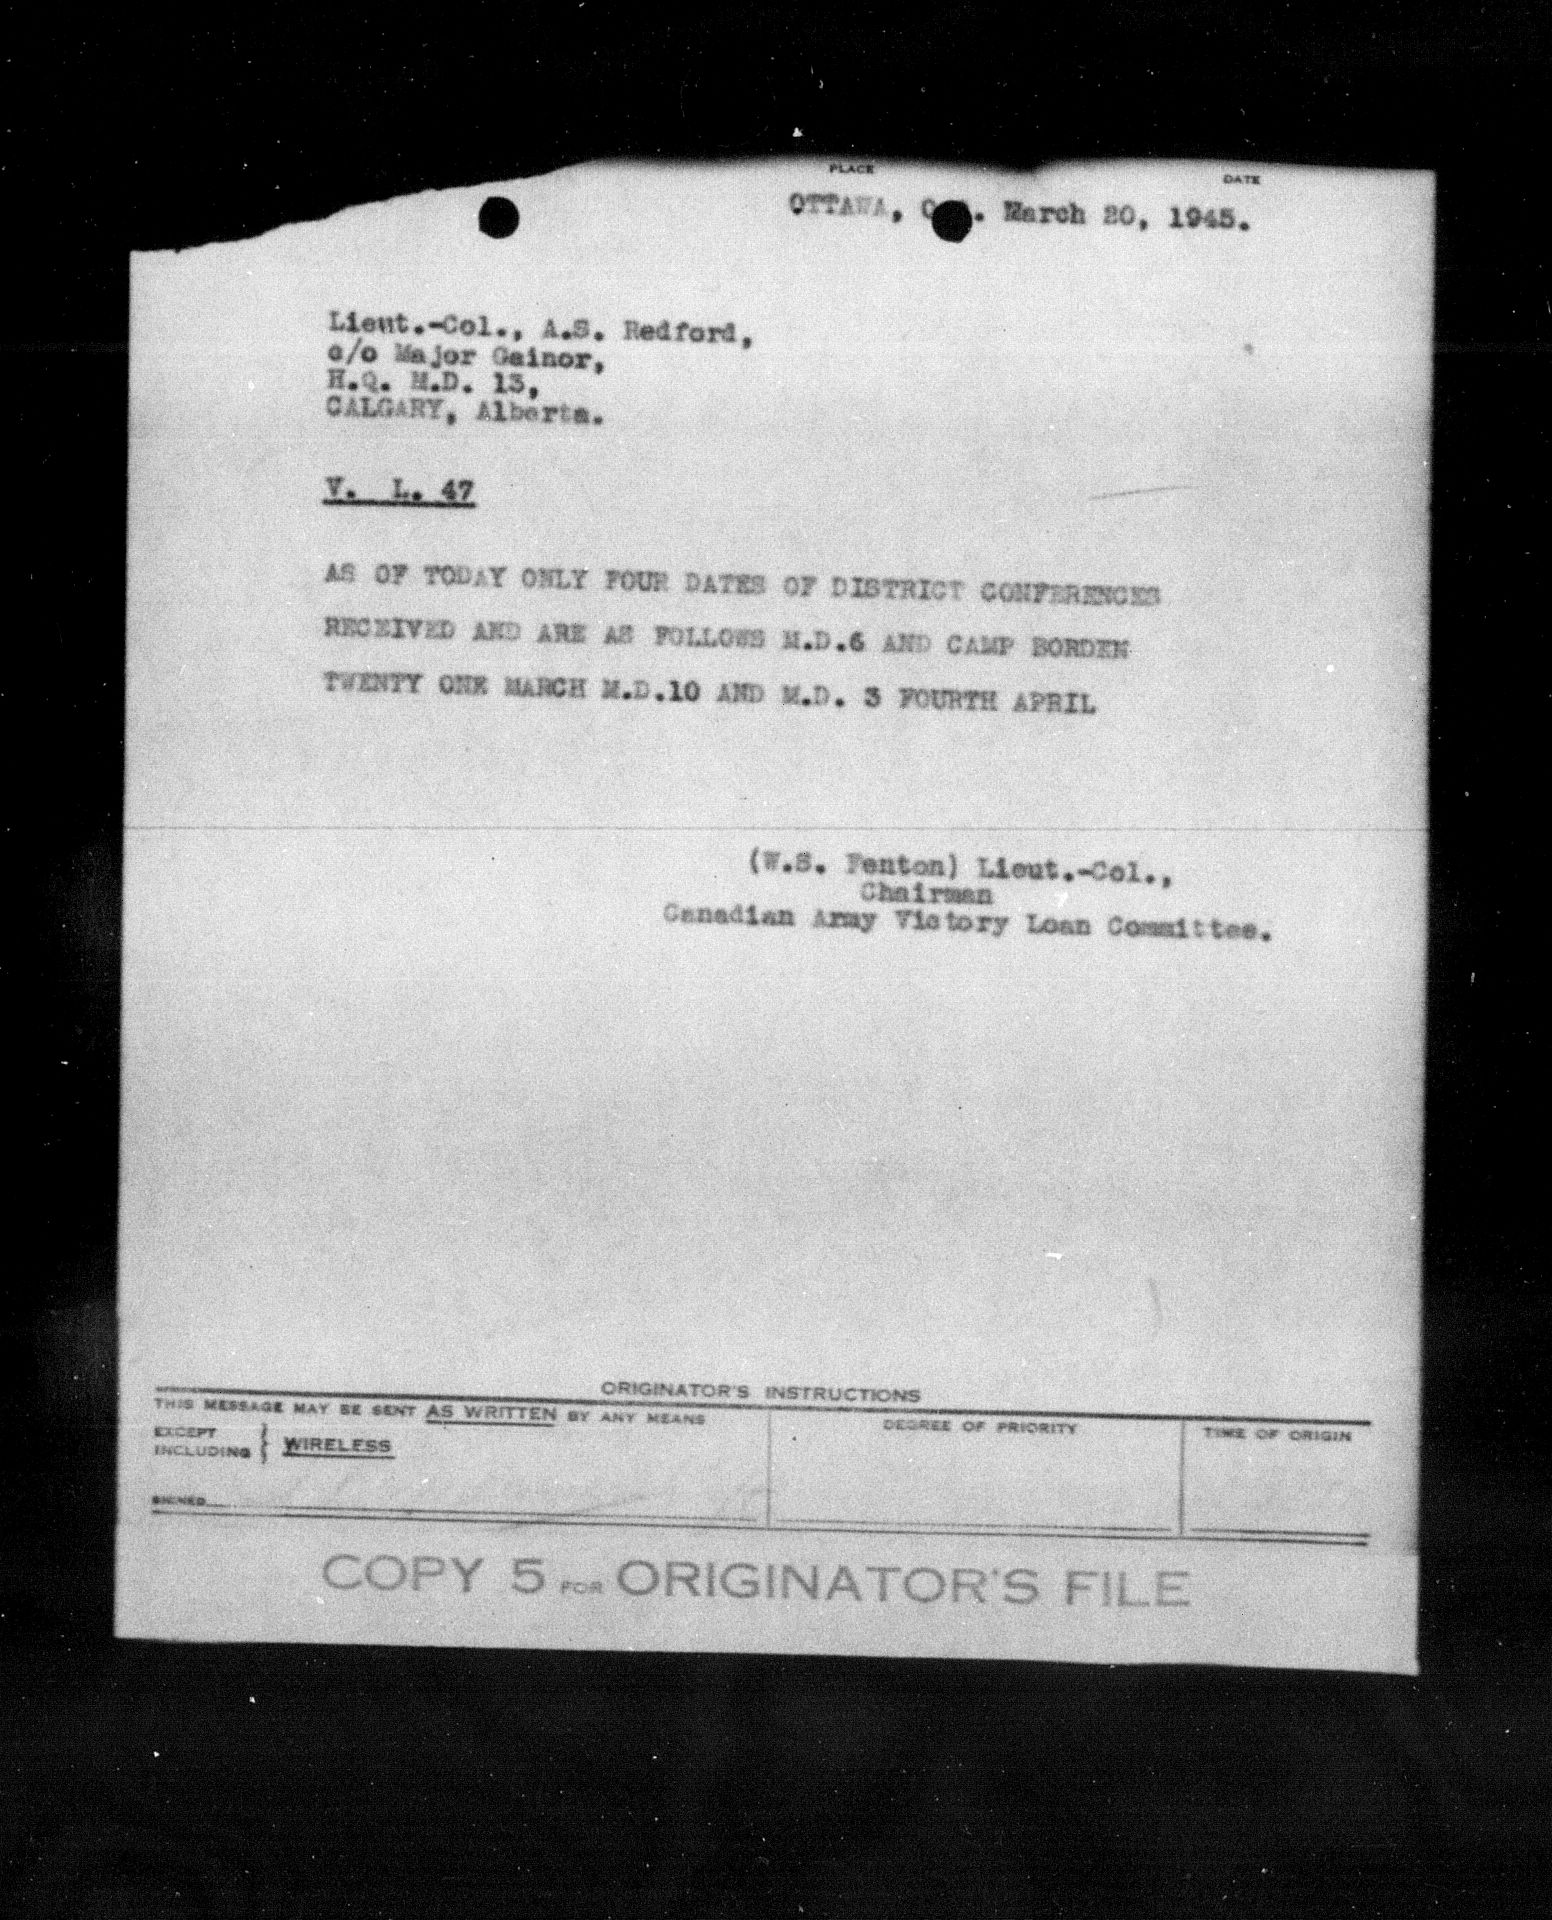 PLACE DATE
OTTAWA, March 20, 1945.
Lieut.-Col., A.S. Redford,
c/o Major Gainor,
H.Q. M.D. 13,
CALGARY, Alberta.
V. L. 47
AS OF TODAY ONLY FOUR DATES OF DISTRICT CONFERENCES
RECEIVED AND ARE AS FOLLOWS M.D.6 AND CAMP BORDEN
TWENTY ONE MARCH M.D.10 AND M.D. 3 FOURTH APRIL
(W.S. Fenton) Lieut.-Col.,
Chairman
Canadian Army Victory Loan Committee.
ORIGINATOR'S INSTRUCTIONS
THIS MESSAGE MAY BE SENT AS WRITTEN BY ANY MEANS
EXCEPT
INCLUDING } WIRELESS
SIGNED
DEGREE OF PRIORITY
TIME OF ORIGIN
COPY 5 FOR ORIGINATOR'S FILE